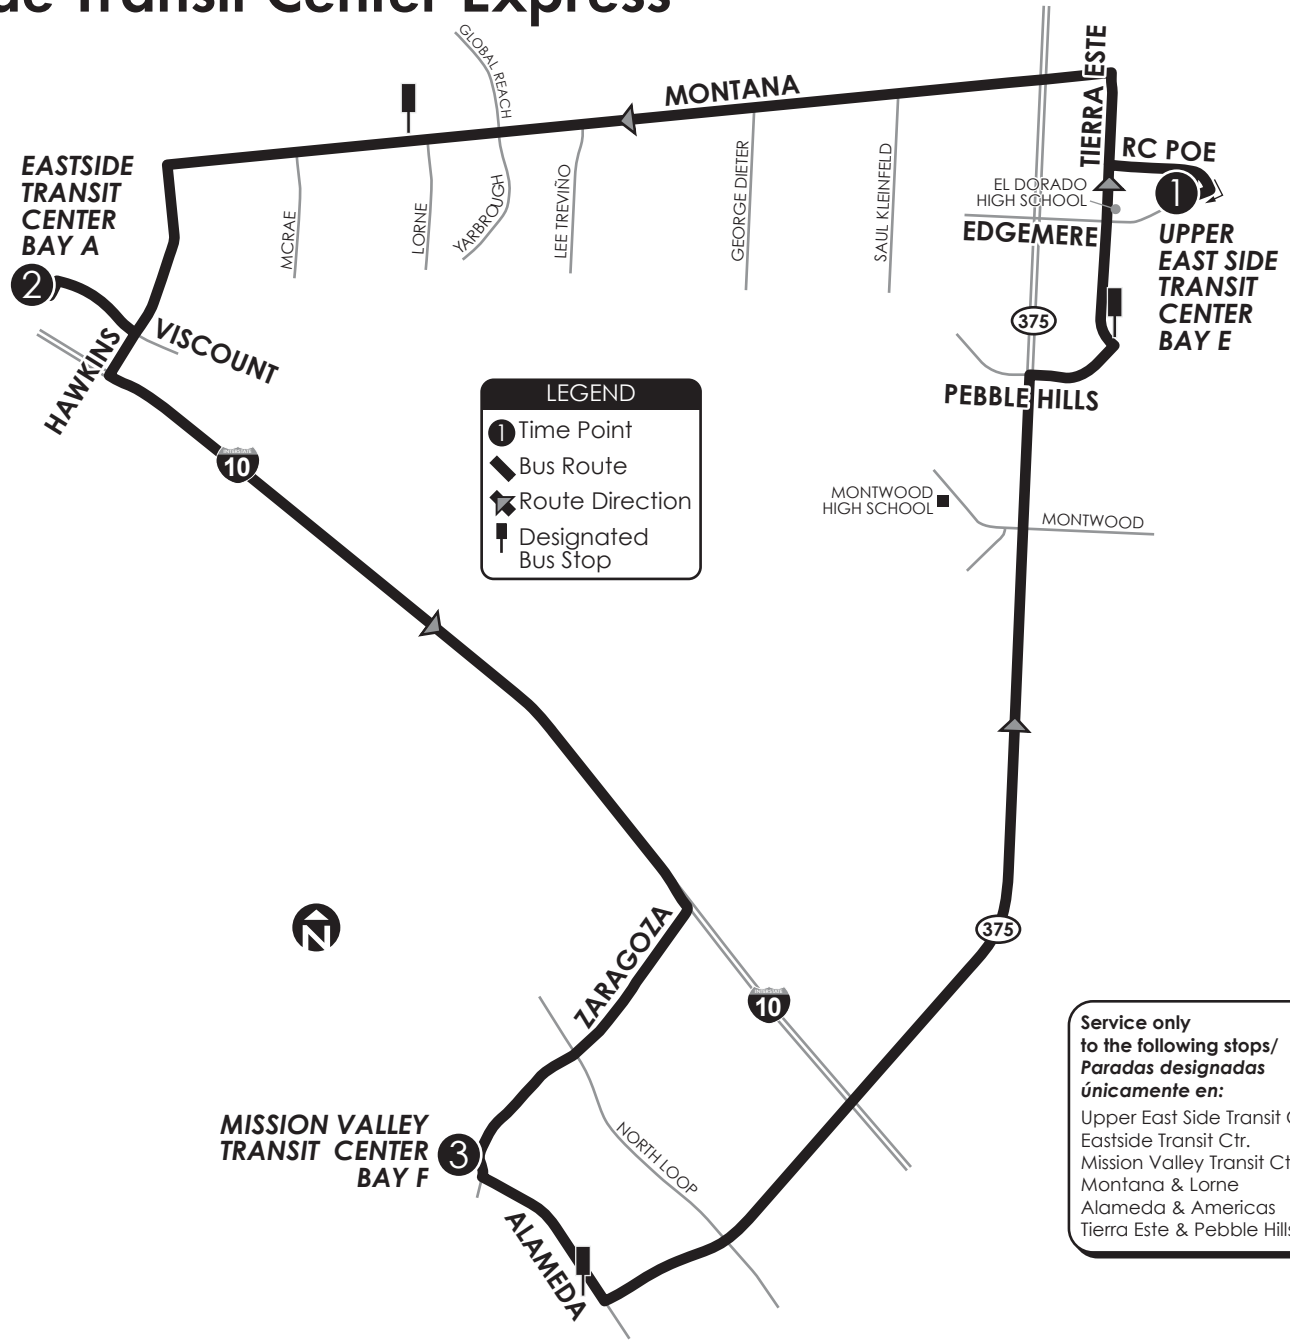 Transit Center Express
GLOBAL REACH
MONTANA
TIERRA ESTE
RC POE
1
EL DORADO
HIGH SCHOOL
EDGEMERE
UPPER
EAST SIDE
TRANSIT
CENTER
BAY E
EASTSIDE
TRANSIT
CENTER
BAY A
2
MCRAE
LORNE
YARBROUGH
LEE TREVIÑO
GEORGE DIETER
SAUL KLEINFELD
375
HAWKINS
VISCOUNT
PEBBLE HILLS
INTERSTATE
10
LEGEND
1 Time Point
Bus Route
Route Direction
Designated
Bus Stop
MONTWOOD
HIGH SCHOOL
MONTWOOD
N
ZARAGOZA
375
INTERSTATE
10
MISSION VALLEY
TRANSIT CENTER
BAY F
3
NORTH LOOP
ALAMEDA
Service only
to the following stops/
Paradas designadas
únicamente en:
Upper East Side Transit
Eastside Transit Ctr.
Mission Valley Transit Ct
Montana & Lorne
Alameda & Americas
Tierra Este & Pebble Hills